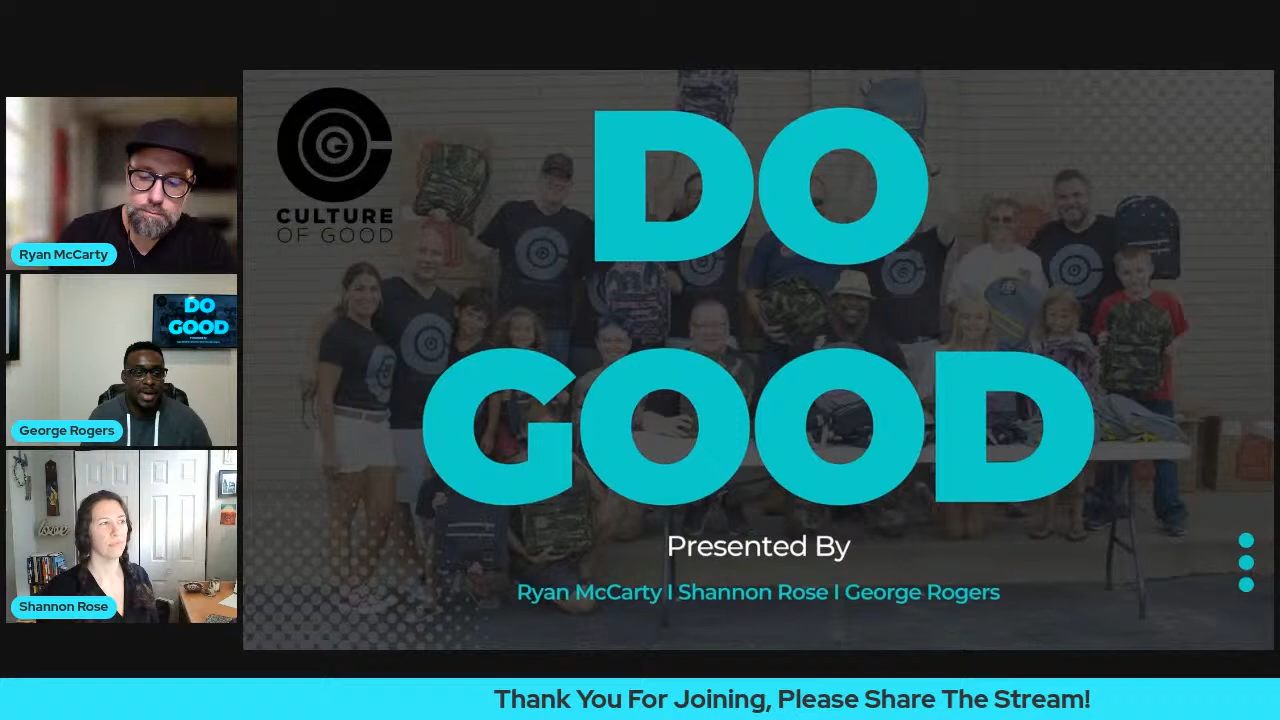 Ryan McCarty
DO
GOOD
George Rogers
love
Shannon Rose
CULTURE
OF GOOD
DO
GOOD
Presented By
Ryan McCarty I Shannon Rose I George Rogers
Thank You For Joining, Please Share The Stream!